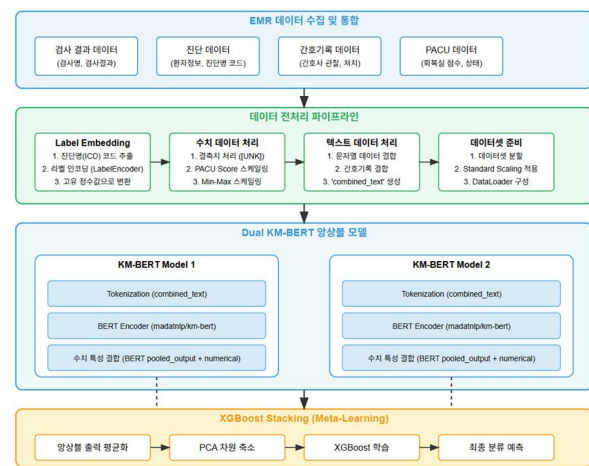 EMR 데이터 수집 및 통합
검사 결과 데이터
(검사명, 검사결과)
진단 데이터
(환자정보, 진단명 코드)
간호기록 데이터
(간호사 관찰, 처치)
PACU 데이터
(회복실 점수, 상태)
데이터 전처리 파이프라인
Label Embedding
1. 진단명(ICD) 코드 추출
2. 라벨 인코딩 (LabelEncoder)
3. 고유 정수값으로 변환
수치 데이터 처리
1. 결측치 처리 ([UNK])
2. PACU Score 스케일링
3. Min-Max 스케일링
텍스트 데이터 처리
1. 문자열 데이터 결합
2. 간호기록 결합
3. 'combined_text' 생성
데이터셋 준비
1. 데이터셋 분할
2. Standard Scaling 적용
3. DataLoader 구성
Dual KM-BERT 앙상블 모델
KM-BERT Model 1
Tokenization (combined_text)
BERT Encoder (madatnlp/km-bert)
수치 특성 결합 (BERT pooled_output + numerical)
KM-BERT Model 2
Tokenization (combined_text)
BERT Encoder (madatnlp/km-bert)
수치 특성 결합 (BERT pooled_output + numerical)
XGBoost Stacking (Meta-Learning)
앙상블 출력 평균화
PCA 차원 축소
XGBoost 학습
최종 분류 예측